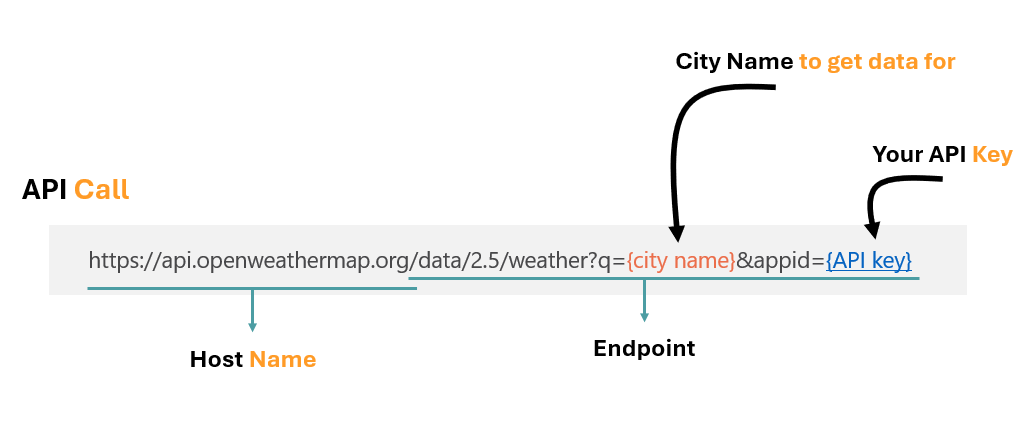 City Name to get data for
Your API Key
API Call
https://api.openweathermap.org/data/2.5/weather?q={city name}&appid={API key}
Host Name
Endpoint